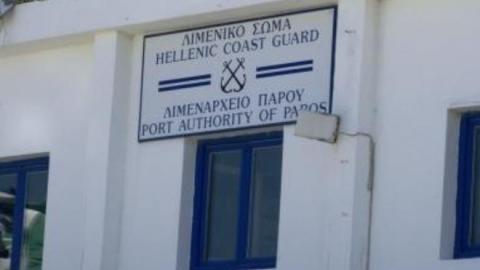 ΛΙΜΕΝΙΚΟ ΣΩΜΑ
HELLENIC COAST GUARD
ΛΙΜΕΝΑΡΧΕΙΟ ΠΑΡΟΥ
PORT AUTHORITY OF PAROS